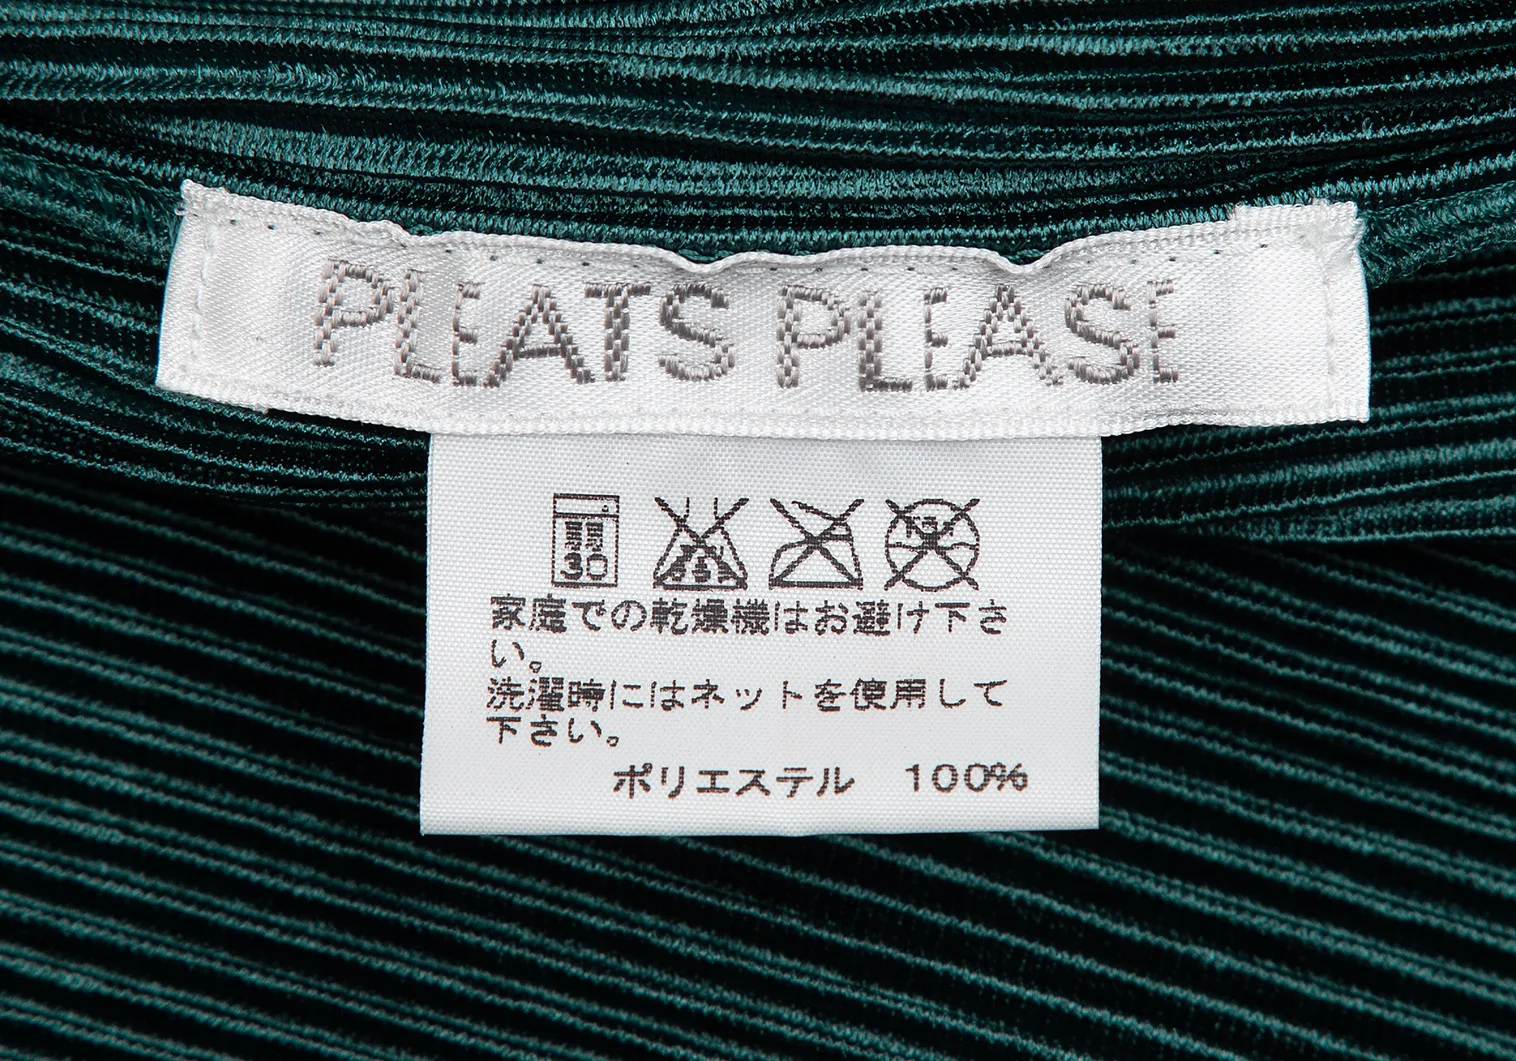 PLEATS PLEASE
弱
30
家庭での乾燥機はお避け下さ
い。
洗濯時にはネットを使用して
下さい。
ポリエステル 100%